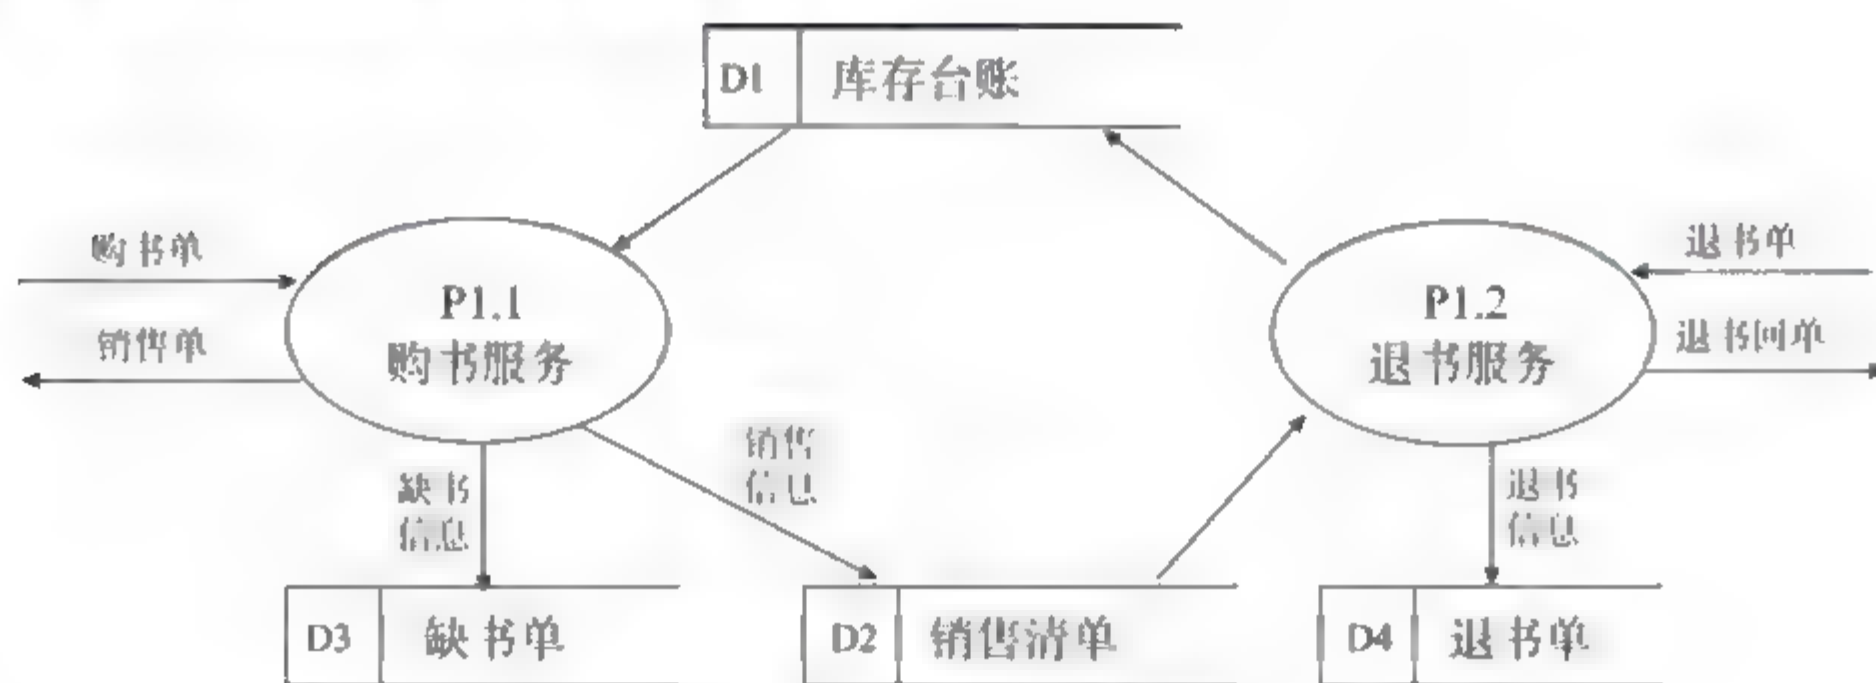 D1 库存台账
购书单
销售单
P1.1
购书服务
退书单
退书回单
P1.2
退书服务
缺书
信息
销售
信息
退书
信息
D3 缺书单
D2 销售清单
D4 退书单